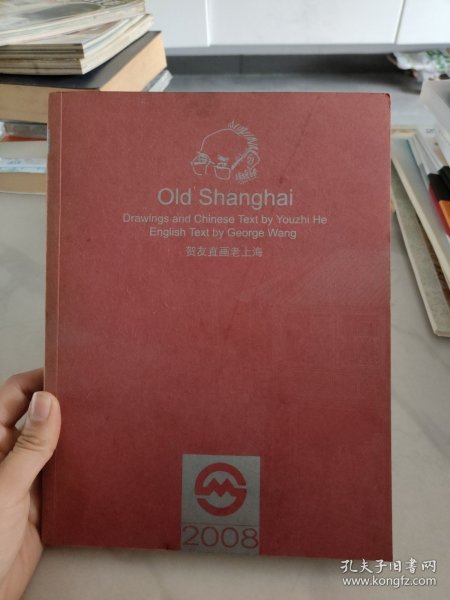 Old Shanghai
Drawings and Chinese Text by Youzhi He
English Text by George Wang
贺友直画老上海
2008
孔夫子旧书网
www.kongfz.com